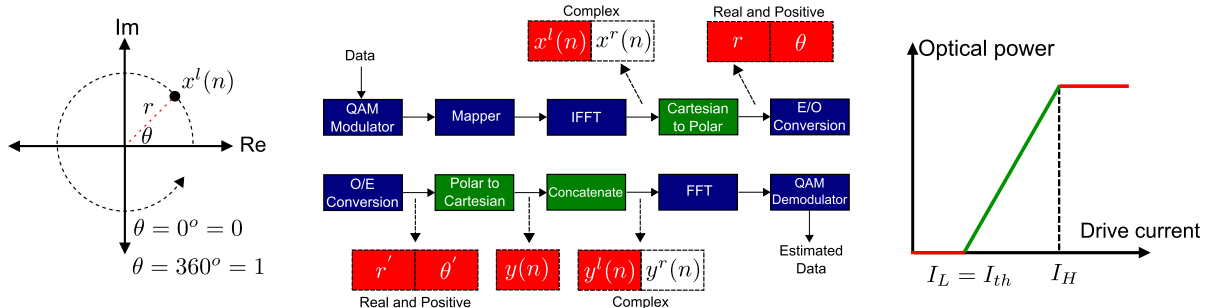 Im
x^l(n)
r
θ
Re
θ = 0° = 0
θ = 360° = 1
Complex
x^l(n) x^r(n)
Real and Positive
r θ
Data
QAM
Modulator
Mapper
IFFT
Cartesian
to Polar
E/O
Conversion
O/E
Conversion
Polar to
Cartesian
Concatenate
FFT
QAM
Demodulator
Estimated
Data
r' θ'
Real and Positive
y(n)
y^l(n) y^r(n)
Complex
Optical power
Drive current
I_L = I_th
I_H